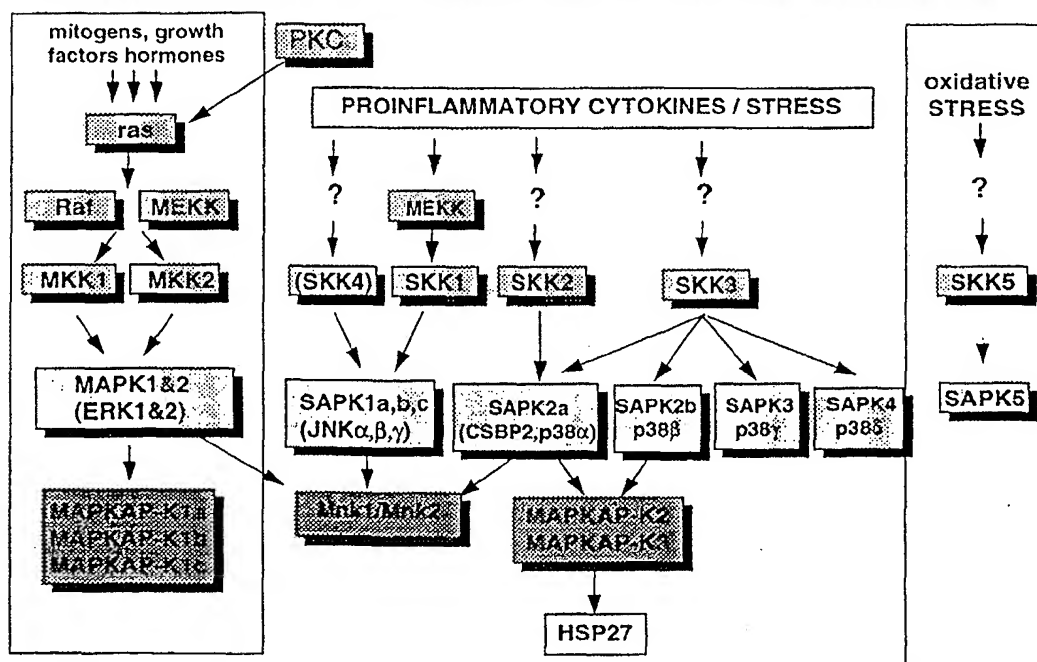 mitogens, growth
factors hormones
PKC
ras
Raf
MEKK
MKK1
MKK2
MAPK1&2
(ERK1&2)
MAPKAP-K1a
MAPKAP-K1b
MAPKAP-K1c
PROINFLAMMATORY CYTOKINES / STRESS
?
MEKK
?
?
(SKK4)
SKK1
SKK2
SKK3
SAPK1a,b,c
(JNKα,β,γ)
SAPK2a
(CSBP2,p38α)
SAPK2b
p38β
SAPK3
p38γ
SAPK4
p38δ
Mnk1/Mnk2
MAPKAP-K2
MAPKAP-K3
HSP27
oxidative
STRESS
?
SKK5
SAPK5